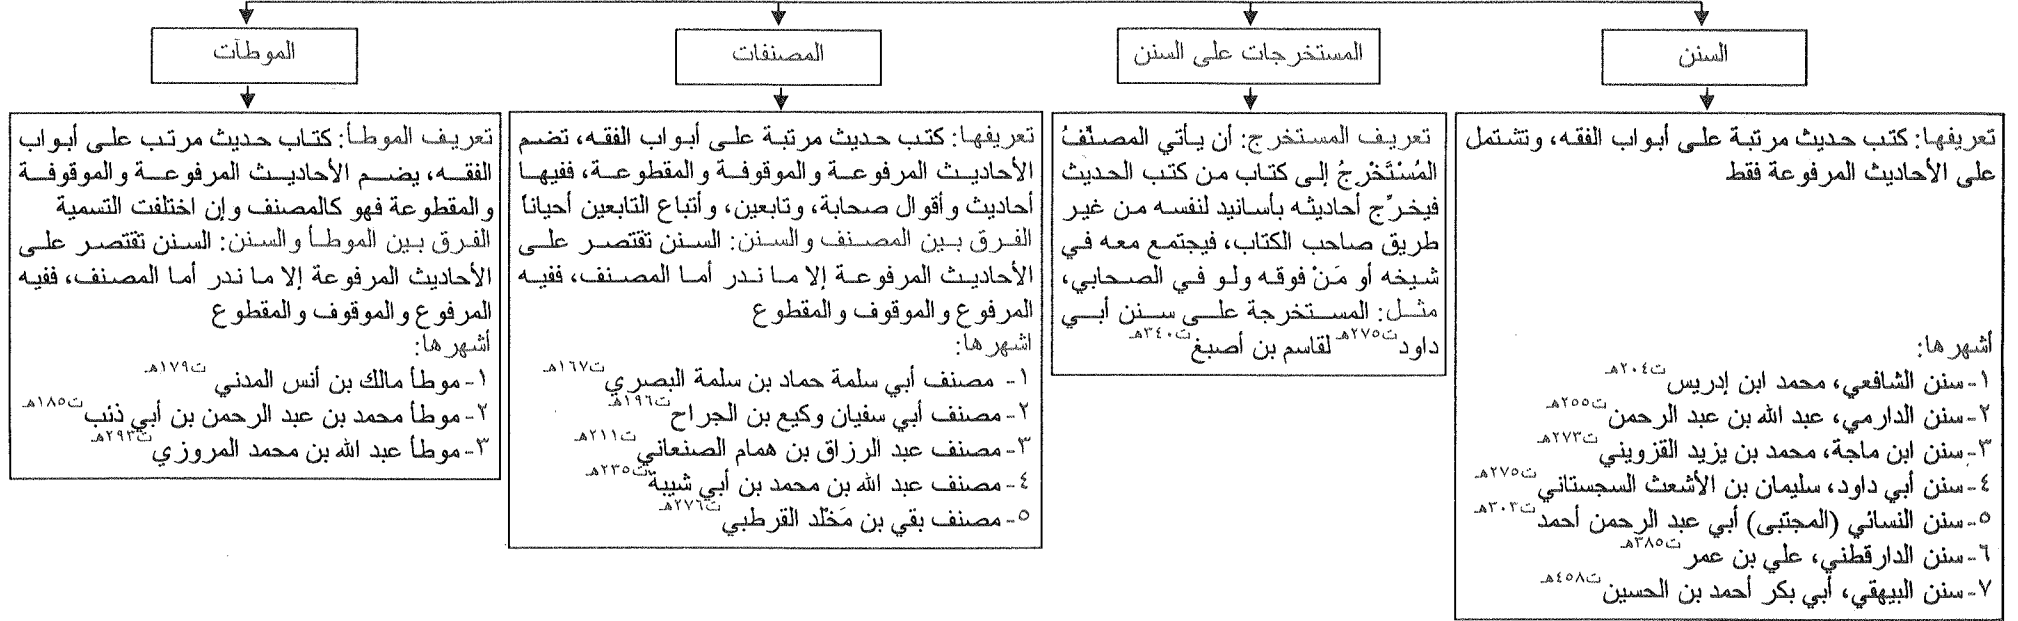 السنن
تعريفها: كتب حديث مرتبة على أبواب الفقه، وتشتمل
على الأحاديث المرفوعة فقط
أشهرها:
١- سنن الشافعي، محمد ابن إدريس ت٢٠٤هـ
٢- سنن الدارمي، عبد الله بن عبد الرحمن ت٢٥٥هـ
٣- سنن ابن ماجة، محمد بن يزيد القزويني ت٢٧٣هـ
٤- سنن أبي داود، سليمان بن الأشعث السجستاني ت٢٧٥هـ
٥- سنن النسائي (المجتبى) أبي عبد الرحمن أحمد ت٣٠٣هـ
٦- سنن الدارقطني، علي بن عمر ت٣٨٥هـ
٧- سنن البيهقي، أبي بكر أحمد بن الحسين ت٤٥٨هـ
المستخرجات على السنن
تعريف المستخرج: أن يأتي المصنِّفُ
المُسْتَخْرِجُ إلى كتاب من كتب الحديث
فيخرِّج أحاديثه بأسانيد لنفسه من غير
طريق صاحب الكتاب، فيجتمع معه في
شيخه أو مَنْ فوقه ولو في الصحابي،
مثل: المستخرجة على سنن أبي
داود ت٢٧٥هـ لقاسم بن أصبغ ت٣٤٠هـ
المصنفات
تعريفها: كتب حديث مرتبة على أبواب الفقه، تضم
الأحاديث المرفوعة والموقوفة والمقطوعة، ففيها
أحاديث وأقوال صحابة، وتابعين، وأتباع التابعين أحياناً
الفرق بين المصنف والسنن: السنن تقتصر على
الأحاديث المرفوعة إلا ما ندر أما المصنف، ففيه
المرفوع والموقوف والمقطوع
اشهرها:
١- مصنف أبي سلمة حماد بن سلمة البصري ت١٦٧هـ
٢- مصنف أبي سفيان وكيع بن الجراح ت١٩٦هـ
٣- مصنف عبد الرزاق بن همام الصنعاني ت٢١١هـ
٤- مصنف عبد الله بن محمد بن أبي شيبة ت٢٣٥هـ
٥- مصنف بقي بن مَخْلد القرطبي ت٢٧٦هـ
الموطآت
تعريف الموطأ: كتاب حديث مرتب على أبواب
الفقه، يضم الأحاديث المرفوعة والموقوفة
والمقطوعة فهو كالمصنف وإن اختلفت التسمية
الفرق بين الموطأ والسنن: السنن تقتصر على
الأحاديث المرفوعة إلا ما ندر أما المصنف، ففيه
المرفوع والموقوف والمقطوع
أشهرها:
١- موطأ مالك بن أنس المدني ت١٧٩هـ
٢- موطأ محمد بن عبد الرحمن بن أبي ذئب ت١٨٥هـ
٣- موطأ عبد الله بن محمد المروزي ت٢٩٣هـ